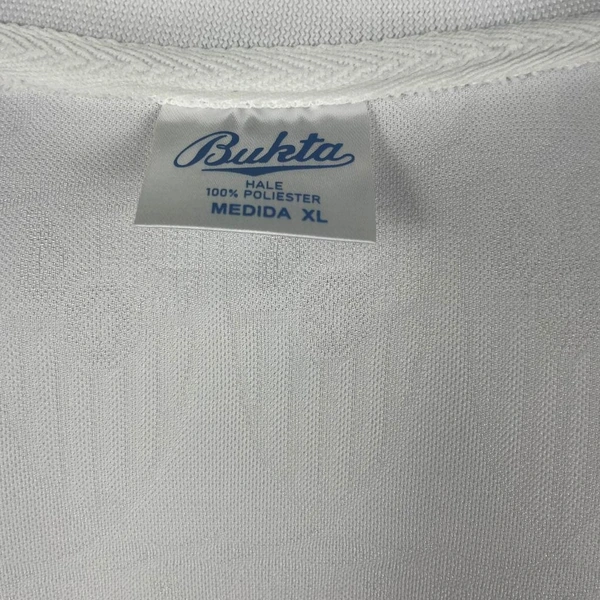 Bukta
HALE
100% POLIESTER
MEDIDA XL